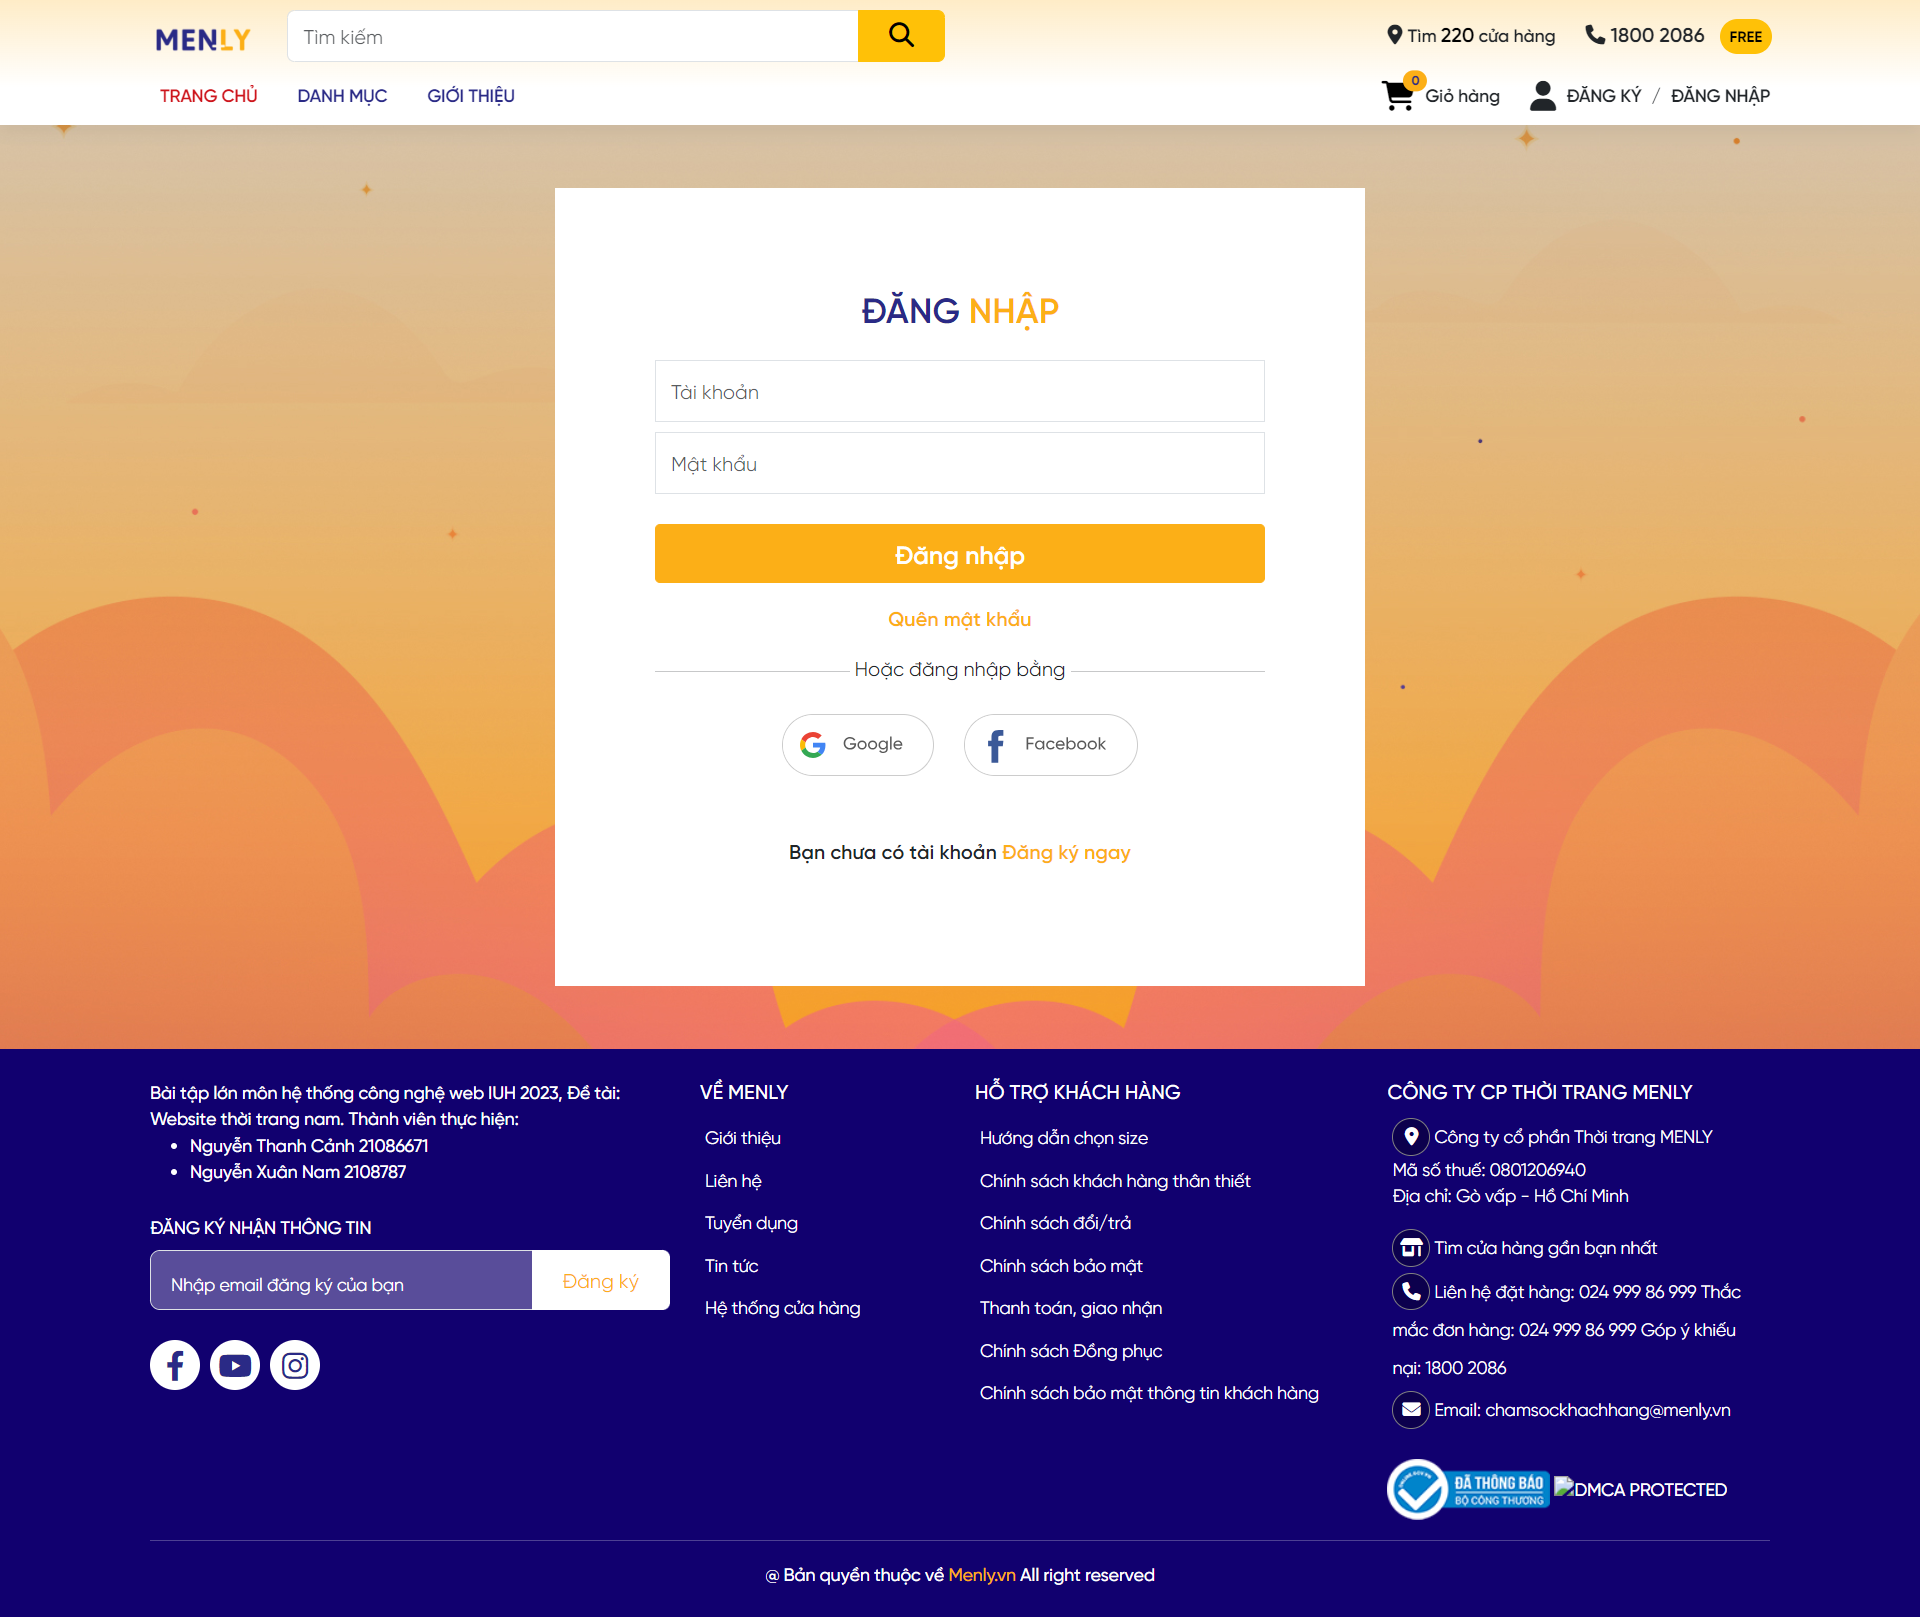 MENLY
Tìm kiếm
Tìm 220 cửa hàng
1800 2086
FREE
TRANG CHỦ
DANH MỤC
GIỚI THIỆU
0
Giỏ hàng
ĐĂNG KÝ / ĐĂNG NHẬP
ĐĂNG NHẬP
Tài khoản
Mật khẩu
Đăng nhập
Quên mật khẩu
Hoặc đăng nhập bằng
Google
Facebook
Bạn chưa có tài khoản Đăng ký ngay
Bài tập lớn môn hệ thống công nghệ web IUH 2023, Đề tài:
Website thời trang nam. Thành viên thực hiện:
• Nguyễn Thanh Cảnh 21086671
• Nguyễn Xuân Nam 2108787
ĐĂNG KÝ NHẬN THÔNG TIN
Nhập email đăng ký của bạn
Đăng ký
VỀ MENLY
Giới thiệu
Liên hệ
Tuyển dụng
Tin tức
Hệ thống cửa hàng
HỖ TRỢ KHÁCH HÀNG
Hướng dẫn chọn size
Chính sách khách hàng thân thiết
Chính sách đổi/trả
Chính sách bảo mật
Thanh toán, giao nhận
Chính sách Đồng phục
Chính sách bảo mật thông tin khách hàng
CÔNG TY CP THỜI TRANG MENLY
Công ty cổ phần Thời trang MENLY
Mã số thuế: 0801206940
Địa chỉ: Gò vấp - Hồ Chí Minh
Tìm cửa hàng gần bạn nhất
Liên hệ đặt hàng: 024 999 86 999 Thắc
mắc đơn hàng: 024 999 86 999 Góp ý khiếu
nại: 1800 2086
Email: chamsockhachhang@menly.vn
ONLINE.GOV.VN
ĐÃ THÔNG BÁO
BỘ CÔNG THƯƠNG
DMCA PROTECTED
@ Bản quyền thuộc về Menly.vn All right reserved